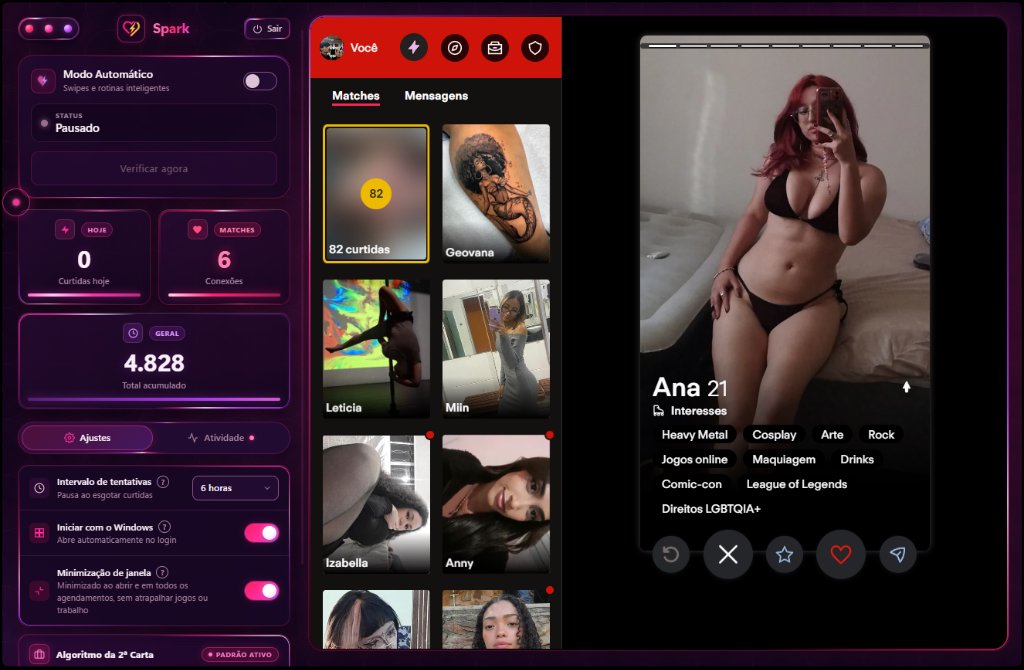 Spark
Sair
Modo Automático
Swipes e rotinas inteligentes
STATUS
Pausado
Verificar agora
HOJE
0
Curtidas hoje
MATCHES
6
Conexões
GERAL
4.828
Total acumulado
Ajustes
Atividade
Intervalo de tentativas ?
Pausa ao esgotar curtidas
6 horas
Iniciar com o Windows ?
Abre automaticamente no login
Minimização de janela ?
Minimizado ao abrir e em todos os
agendamentos, sem atrapalhar jogos ou
trabalho
Algoritmo da 2ª Carta
PADRÃO ATIVO
Você
Matches
Mensagens
82
82 curtidas
Geovana
Leticia
Miin
Izabella
Anny
Ana 21
Interesses
Heavy Metal
Cosplay
Arte
Rock
Jogos online
Maquiagem
Drinks
Comic-con
League of Legends
Direitos LGBTQIA+